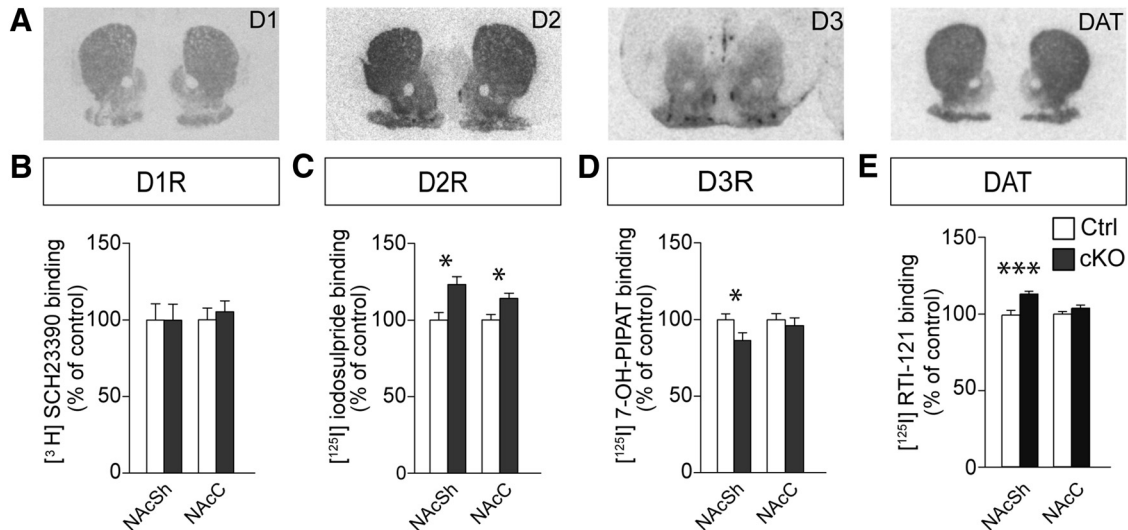 A
D1
D2
D3
DAT
B
D1R
[³H] SCH23390 binding
(% of control)
150
100
50
0
NAcSh
NAcC
C
D2R
[¹²⁵I] iodosulpride binding
(% of control)
150
100
50
0
*
*
NAcSh
NAcC
D
D3R
[¹²⁵I] 7-OH-PIPAT binding
(% of control)
150
100
50
0
*
NAcSh
NAcC
E
DAT
Ctrl
cKO
[¹²⁵I] RTI-121 binding
(% of control)
150
100
50
0
***
NAcSh
NAcC